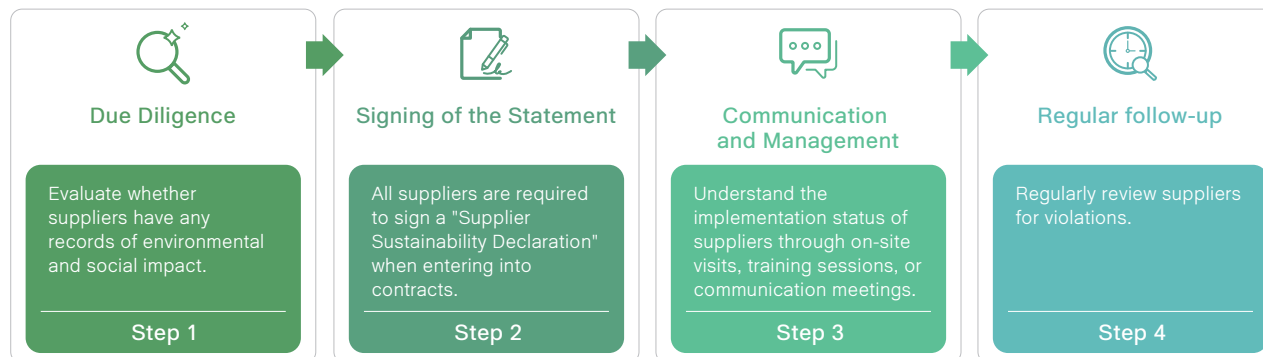 Due Diligence
Evaluate whether
suppliers have any
records of environmental
and social impact.
Step 1
Signing of the Statement
All suppliers are required
to sign a "Supplier
Sustainability Declaration"
when entering into
contracts.
Step 2
Communication
and Management
Understand the
implementation status of
suppliers through on-site
visits, training sessions, or
communication meetings.
Step 3
Regular follow-up
Regularly review suppliers
for violations.
Step 4